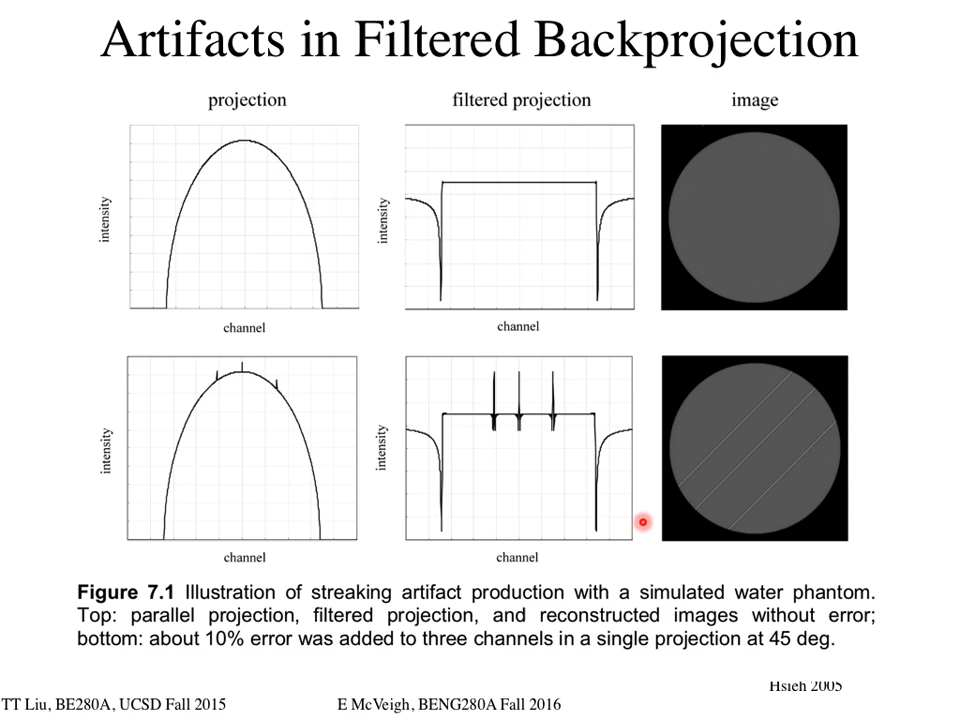 Artifacts in Filtered Backprojection
projection
filtered projection
image
intensity
channel
intensity
channel
intensity
channel
intensity
channel
Figure 7.1 Illustration of streaking artifact production with a simulated water phantom.
Top: parallel projection, filtered projection, and reconstructed images without error;
bottom: about 10% error was added to three channels in a single projection at 45 deg.
Hsieh 2005
TT Liu, BE280A, UCSD Fall 2015
E McVeigh, BENG280A Fall 2016